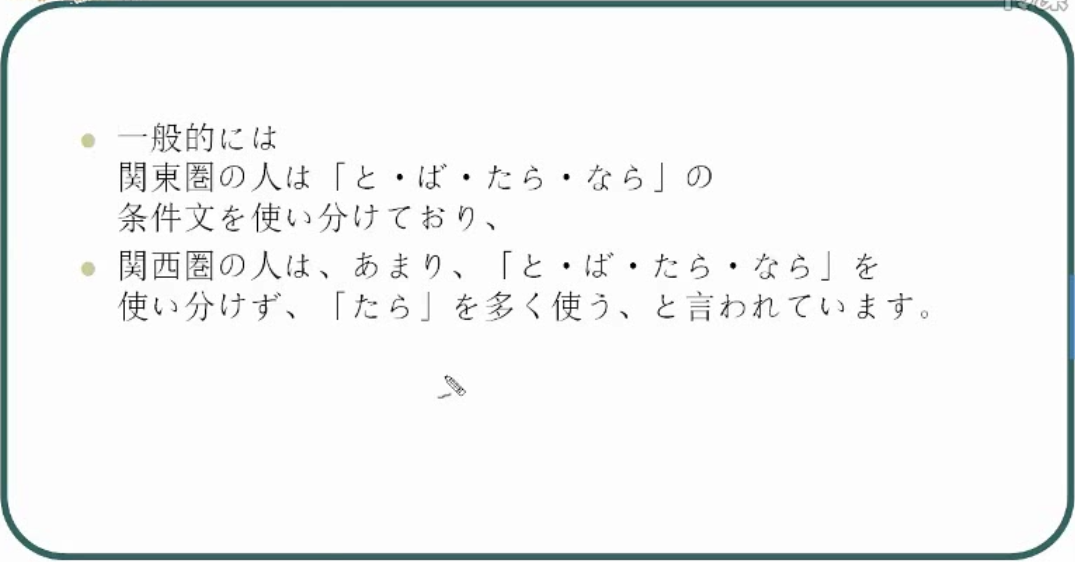 一般的には
関東圏の人は「と・ば・たら・なら」の
条件文を使い分けており、
関西圏の人は、あまり、「と・ば・たら・なら」を
使い分けず、「たら」を多く使う、と言われています。